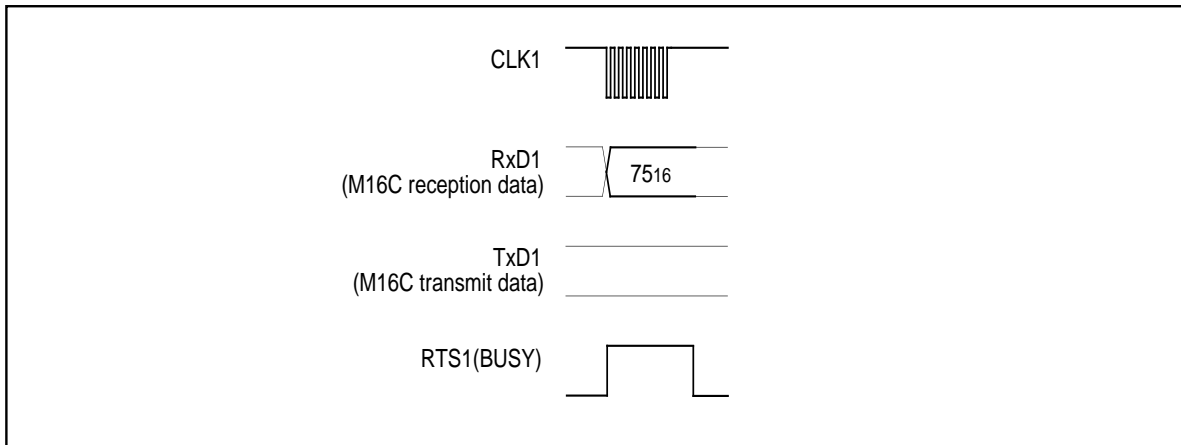 CLK1
RxD1
(M16C reception data)
7516
TxD1
(M16C transmit data)
RTS1(BUSY)